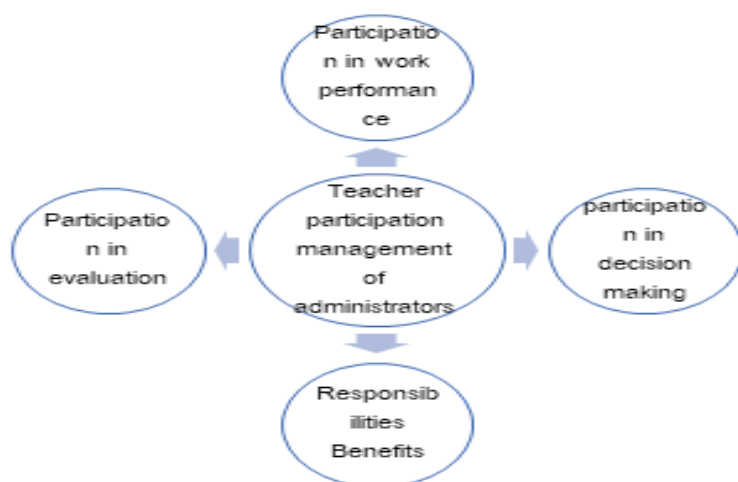 Participatio
n in work
performan
ce
Teacher
participation
management
of
administrators
Participatio
n in
evaluation
participatio
n in
decision
making
Responsib
ilities
Benefits